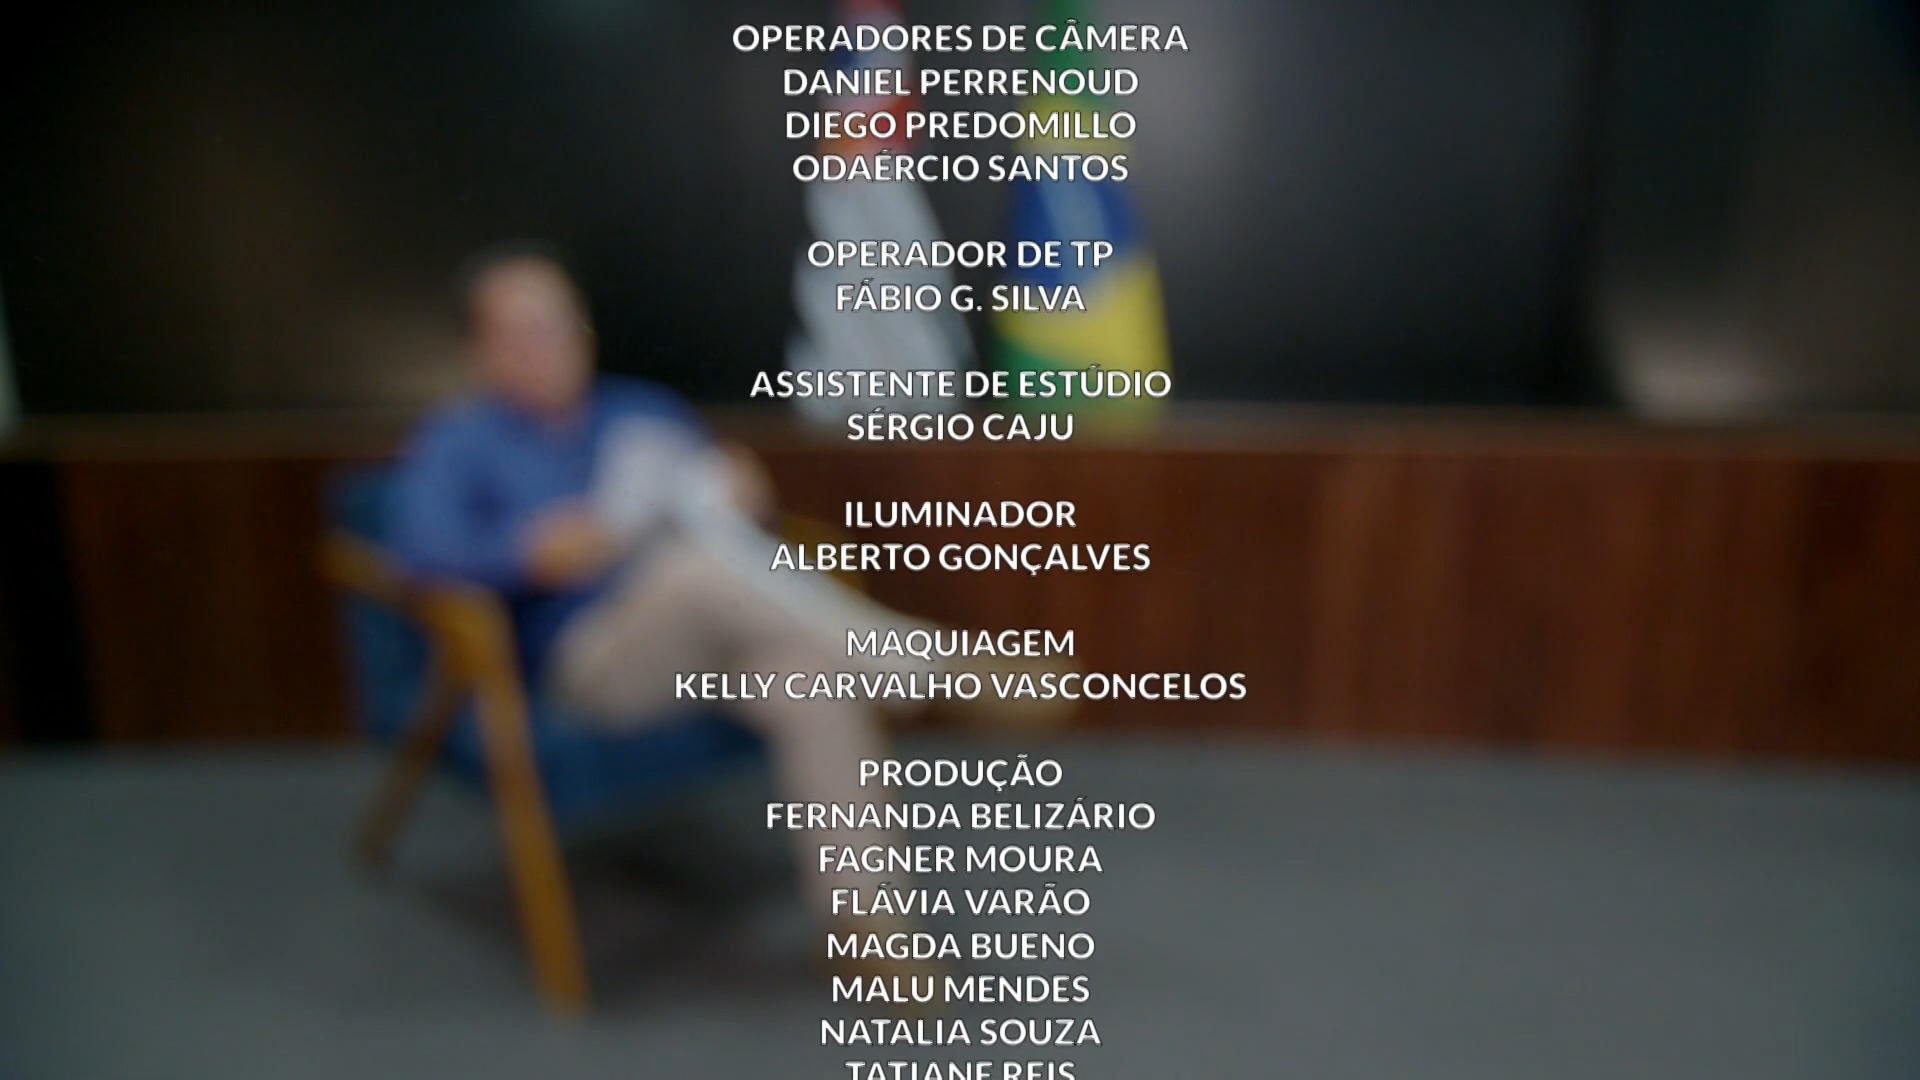 OPERADORES DE CÂMERA
DANIEL PERRENOUD
DIEGO PREDOMILLO
ODAÉRCIO SANTOS
OPERADOR DE TP
FÁBIO G. SILVA
ASSISTENTE DE ESTÚDIO
SÉRGIO CAJU
ILUMINADOR
ALBERTO GONÇALVES
MAQUIAGEM
KELLY CARVALHO VASCONCELOS
PRODUÇÃO
FERNANDA BELIZÁRIO
FAGNER MOURA
FLÁVIA VARÃO
MAGDA BUENO
MALU MENDES
NATALIA SOUZA
TATIANE REIS